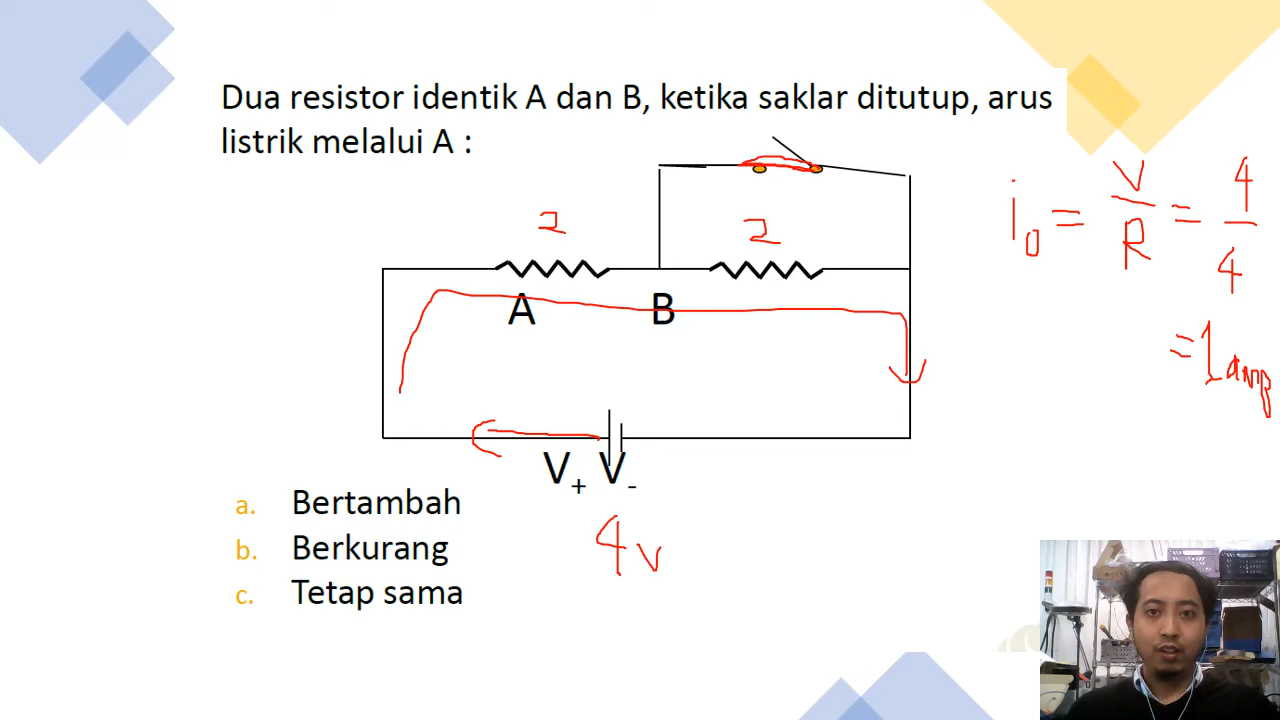 Dua resistor identik A dan B, ketika saklar ditutup, arus
listrik melalui A :
2
2
i0 = V/R = 4/4
= 1 amp
A
B
V+ V-
4 v
a. Bertambah
b. Berkurang
c. Tetap sama